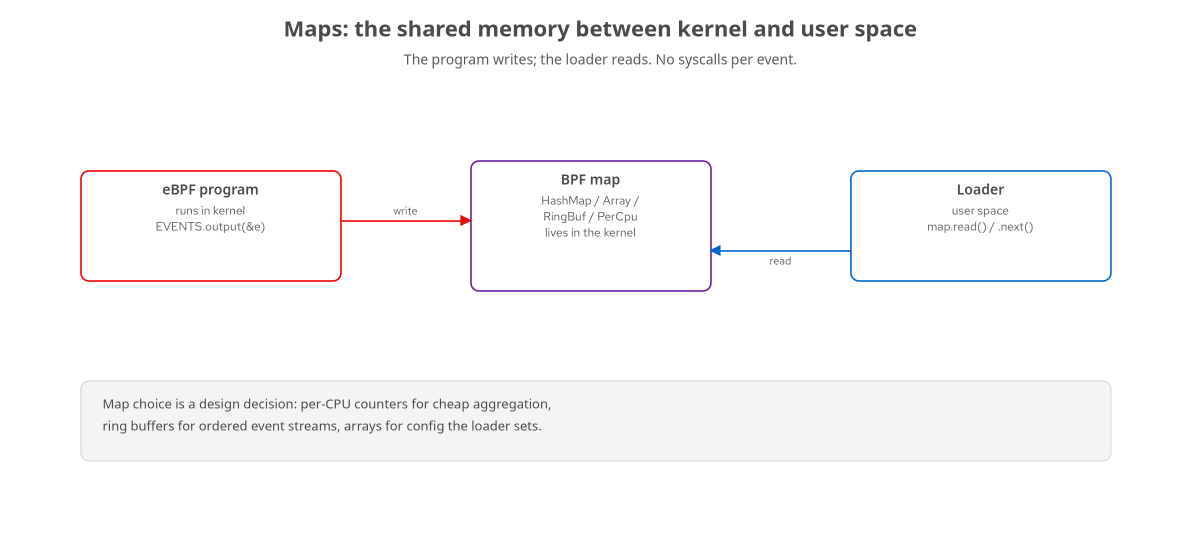 Maps: the shared memory between kernel and user space
The program writes; the loader reads. No syscalls per event.
eBPF program
runs in kernel
EVENTS.output(&e)
write
BPF map
HashMap / Array /
RingBuf / PerCpu
lives in the kernel
read
Loader
user space
map.read() / .next()
Map choice is a design decision: per-CPU counters for cheap aggregation,
ring buffers for ordered event streams, arrays for config the loader sets.